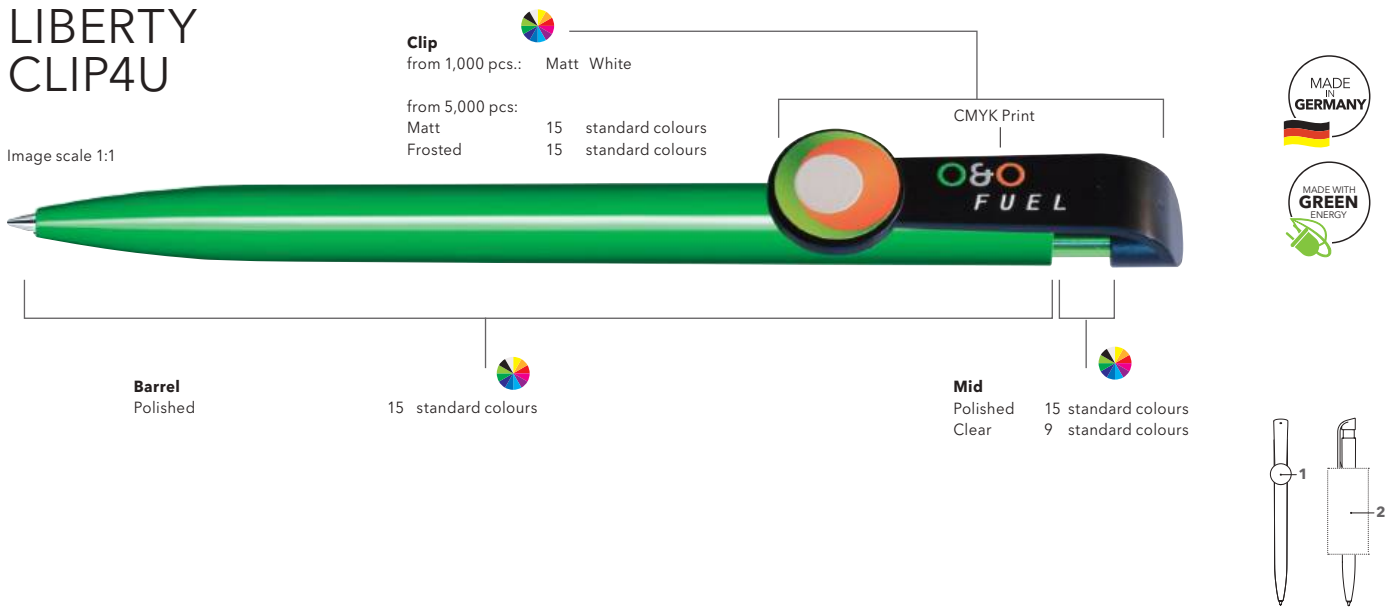 LIBERTY
CLIP4U
Image scale 1:1
Clip
from 1,000 pcs.: Matt White
from 5,000 pcs:
Matt 15 standard colours
Frosted 15 standard colours
CMYK Print
O&O
FUEL
MADE
IN
GERMANY
MADE WITH
GREEN
ENERGY
Barrel
Polished 15 standard colours
Mid
Polished 15 standard colours
Clear 9 standard colours
1
2